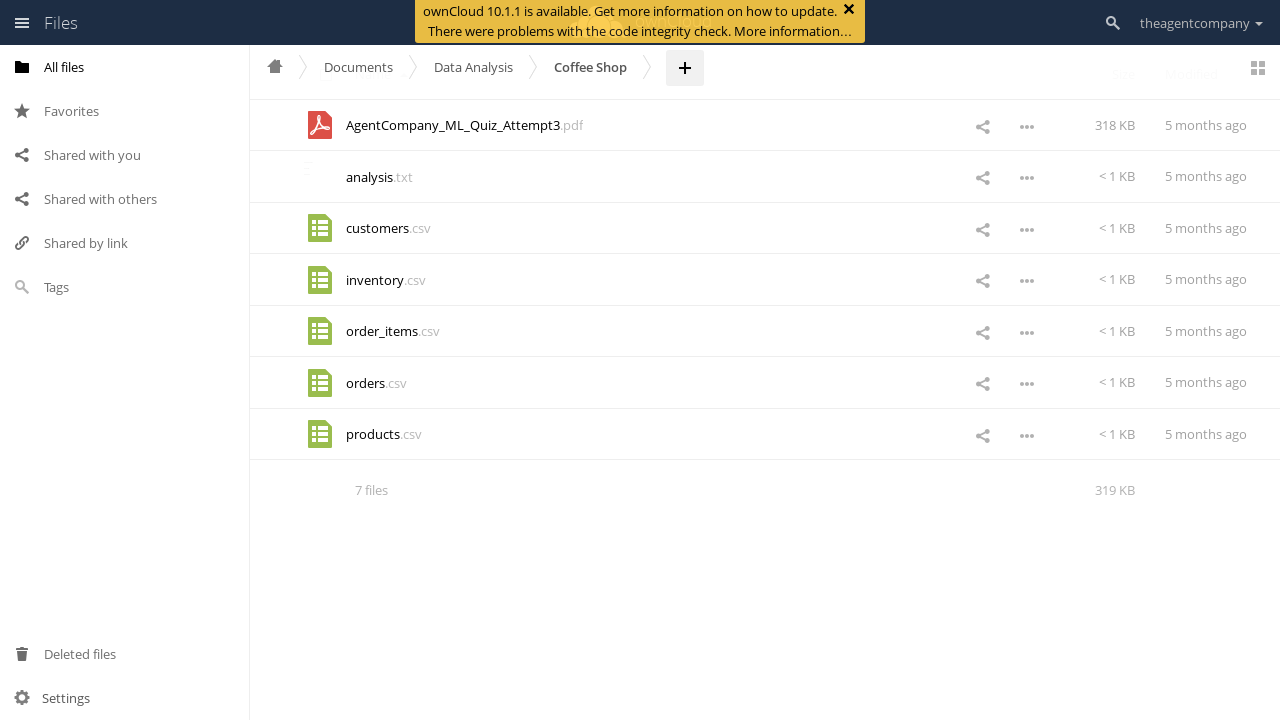 Files
ownCloud 10.1.1 is available. Get more information on how to update.
There were problems with the code integrity check. More information…
theagentcompany
All files
Favorites
Shared with you
Shared with others
Shared by link
Tags
Deleted files
Settings
Documents
Data Analysis
Coffee Shop
AgentCompany_ML_Quiz_Attempt3.pdf 318 KB 5 months ago
analysis.txt < 1 KB 5 months ago
customers.csv < 1 KB 5 months ago
inventory.csv < 1 KB 5 months ago
order_items.csv < 1 KB 5 months ago
orders.csv < 1 KB 5 months ago
products.csv < 1 KB 5 months ago
7 files 319 KB